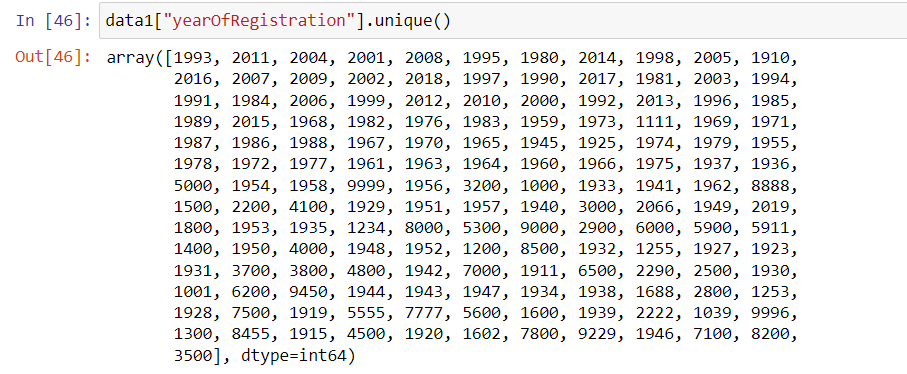 In [46]: data1["yearOfRegistration"].unique()
Out[46]: array([1993, 2011, 2004, 2001, 2008, 1995, 1980, 2014, 1998, 2005, 1910,
2016, 2007, 2009, 2002, 2018, 1997, 1990, 2017, 1981, 2003, 1994,
1991, 1984, 2006, 1999, 2012, 2010, 2000, 1992, 2013, 1996, 1985,
1989, 2015, 1968, 1982, 1976, 1983, 1959, 1973, 1111, 1969, 1971,
1987, 1986, 1988, 1967, 1970, 1965, 1945, 1925, 1974, 1979, 1955,
1978, 1972, 1977, 1961, 1963, 1964, 1960, 1966, 1975, 1937, 1936,
5000, 1954, 1958, 9999, 1956, 3200, 1000, 1933, 1941, 1962, 8888,
1500, 2200, 4100, 1929, 1951, 1957, 1940, 3000, 2066, 1949, 2019,
1800, 1953, 1935, 1234, 8000, 5300, 9000, 2900, 6000, 5900, 5911,
1400, 1950, 4000, 1948, 1952, 1200, 8500, 1932, 1255, 1927, 1923,
1931, 3700, 3800, 4800, 1942, 7000, 1911, 6500, 2290, 2500, 1930,
1001, 6200, 9450, 1944, 1943, 1947, 1934, 1938, 1688, 2800, 1253,
1928, 7500, 1919, 5555, 7777, 5600, 1600, 1939, 2222, 1039, 9996,
1300, 8455, 1915, 4500, 1920, 1602, 7800, 9229, 1946, 7100, 8200,
3500], dtype=int64)